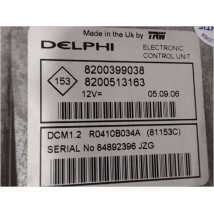 Made in the Uk by TRW
DELPHI
ELECTRONIC
CONTROL UNIT
153
8200399038
8200513163
12V=
05.09.06
DCM1.2 R0410B034A (81153C)
SERIAL No 84892396 JZG